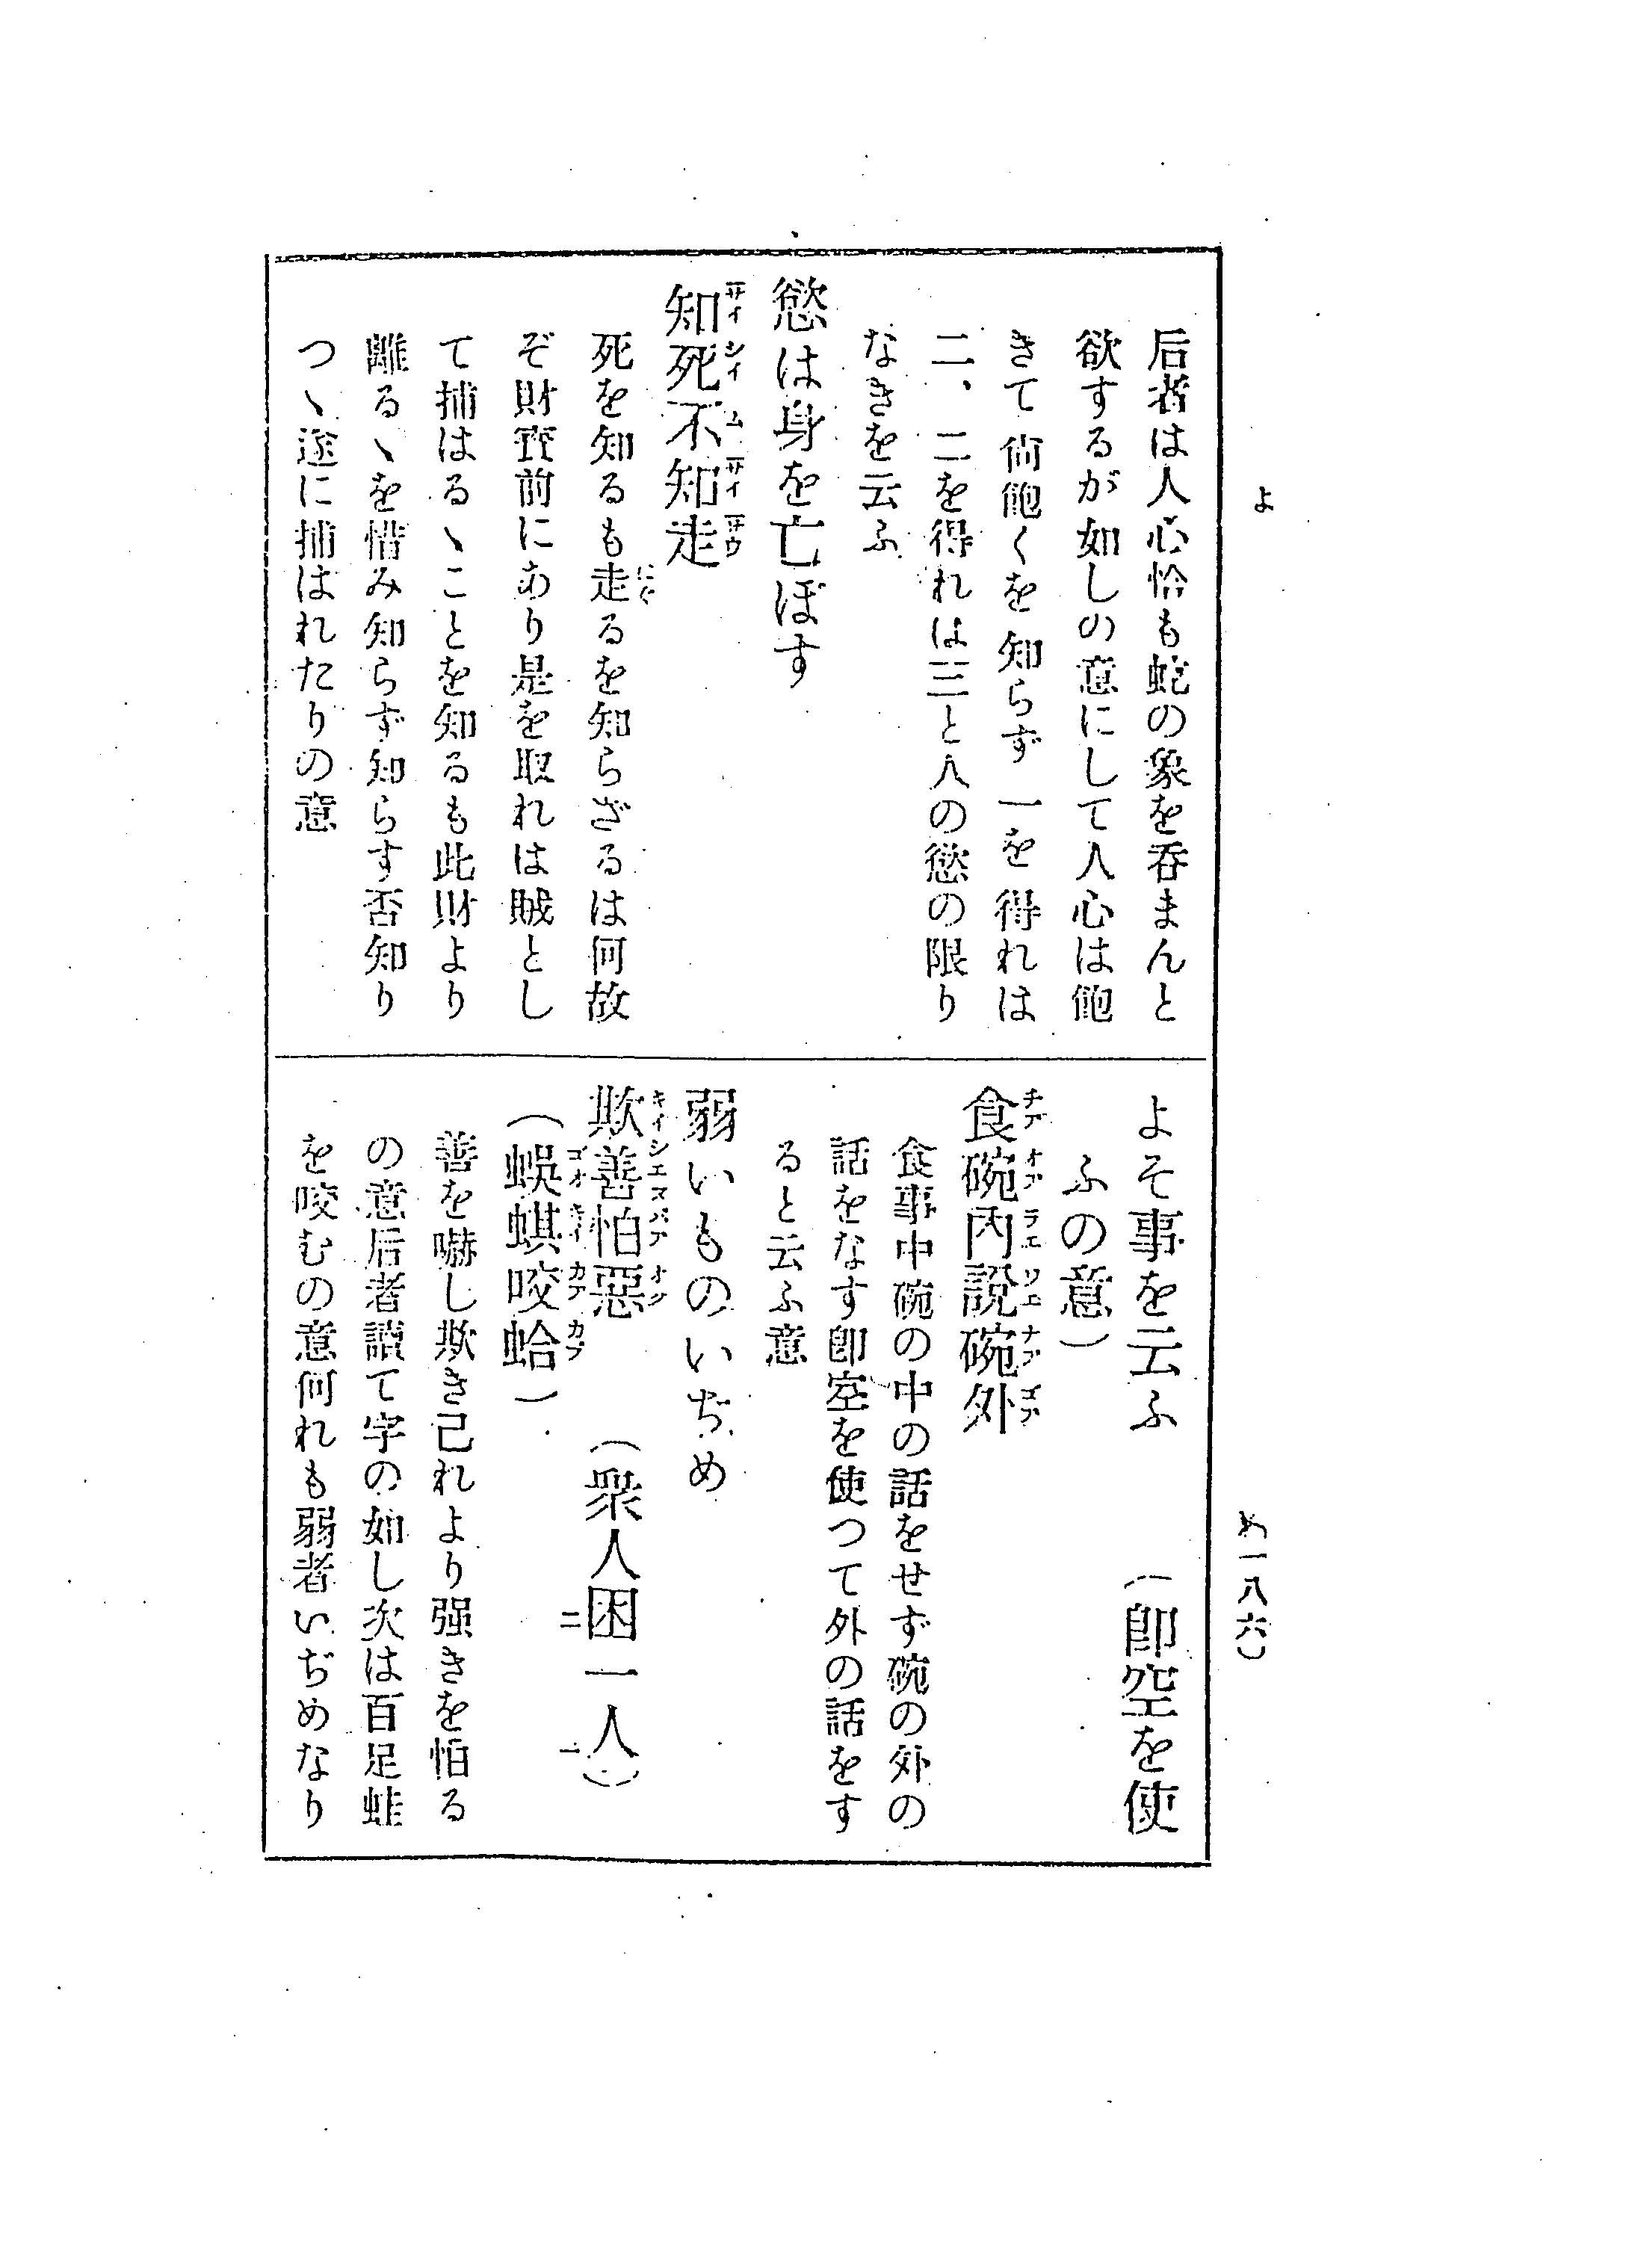 よ
后者は人心恰も蛇の象を呑まんと
欲するが如しの意にして人心は飽
きて尙飽くを知らず一を得れは
二、二を得れは三と人の慾の限り
なきを云ふ
慾は身を亡ぼす
知死不知走
死を知るも走るを知らざるは何故
ぞ財寳前にあり是を取れは賊とし
て捕はるゝことを知るも此財より
離るゝを惜み知らず知らす否知り
つゝ遂に捕はれたりの意
一八六
よそ事を云ふ （卽空を使
ふの意）
食碗內說碗外
食事中碗の中の話をせず碗の外の
話をなす卽空を使つて外の話をす
ると云ふ意
弱いものいぢめ
欺善怕惡 （衆人困二一人一）
（蜈蜞咬蛤）
善を嚇し欺き己れより强きを怕る
の意后者讀て字の如し次は百足蛙
を咬むの意何れも弱者いぢめなり